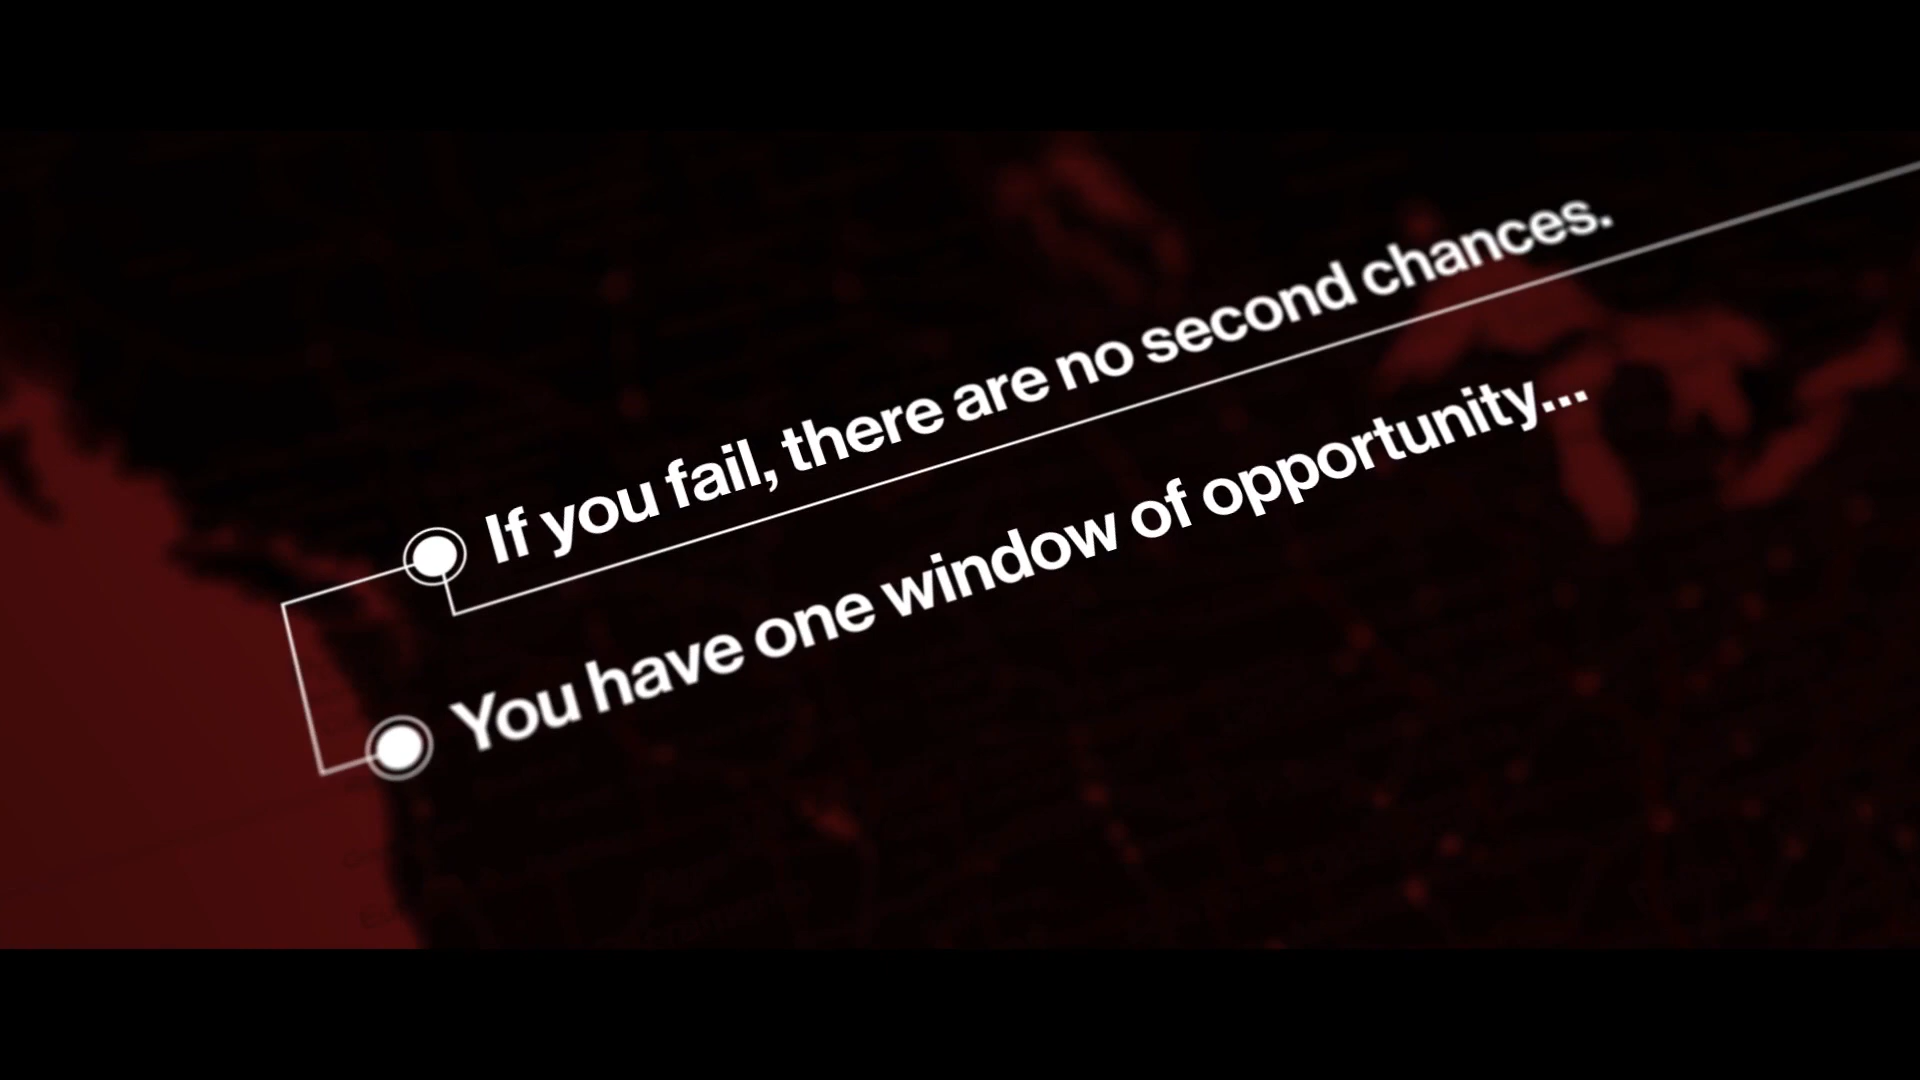 If you fail, there are no second chances.
You have one window of opportunity...